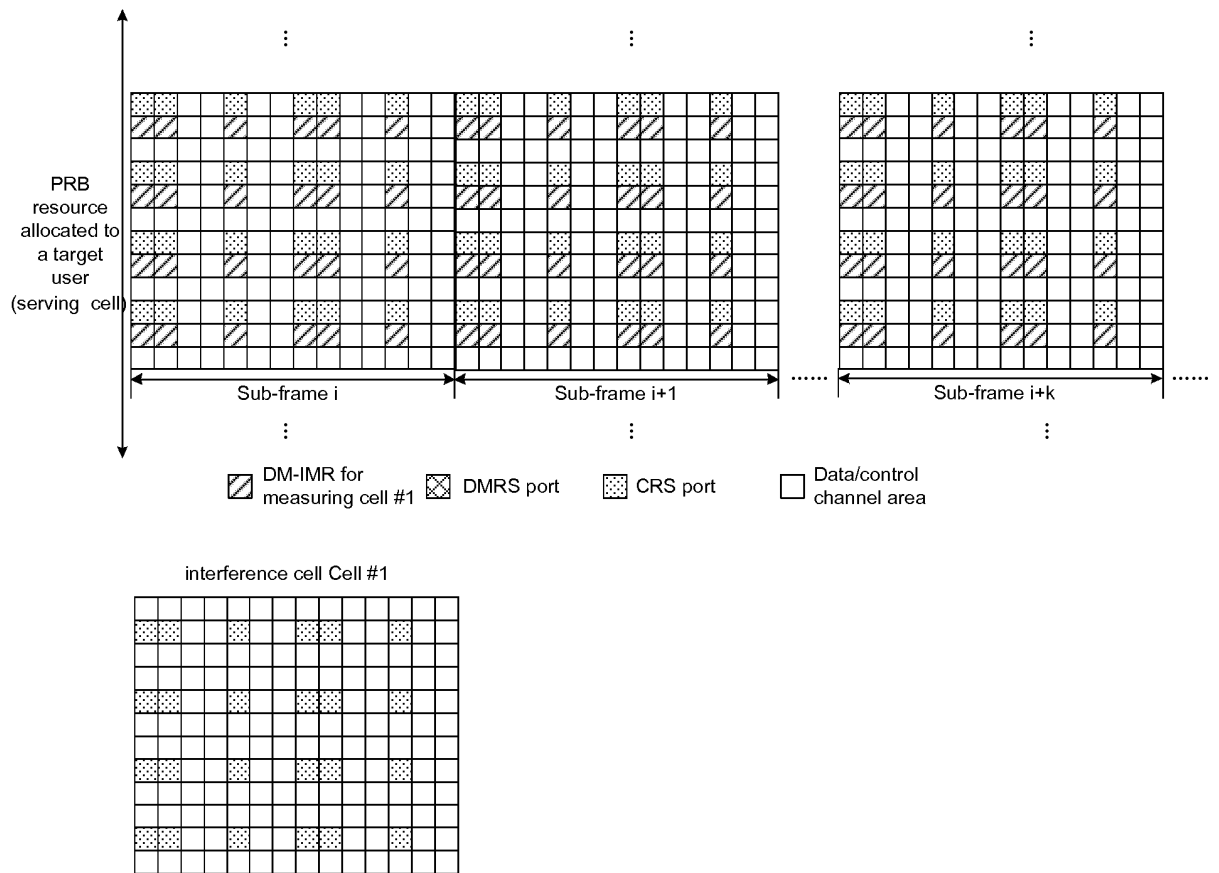 PRB
resource
allocated to
a target
user
(serving cell)
Sub-frame i
Sub-frame i+1
......
Sub-frame i+k
......
DM-IMR for
measuring cell #1
DMRS port
CRS port
Data/control
channel area
interference cell Cell #1